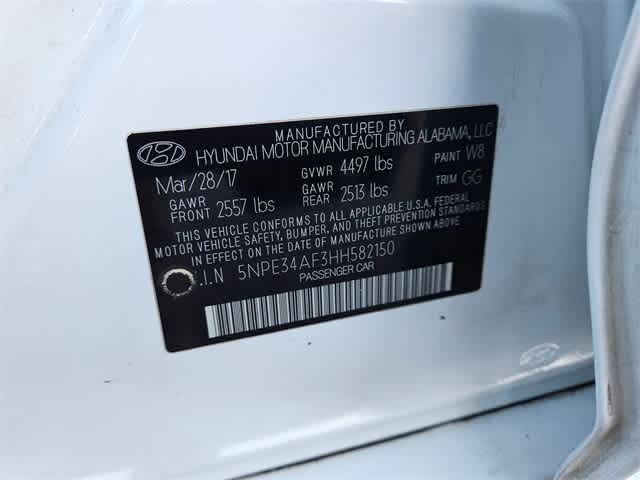 MANUFACTURED BY
HYUNDAI MOTOR MANUFACTURING ALABAMA, LLC
Mar/28/17 GVWR 4497 lbs PAINT W8
GAWR FRONT 2557 lbs GAWR REAR 2513 lbs TRIM GG
THIS VEHICLE CONFORMS TO ALL APPLICABLE U.S.A. FEDERAL
MOTOR VEHICLE SAFETY, BUMPER, AND THEFT PREVENTION STANDARDS
IN EFFECT ON THE DATE OF MANUFACTURE SHOWN ABOVE
.I.N 5NPE34AF3HH582150
PASSENGER CAR